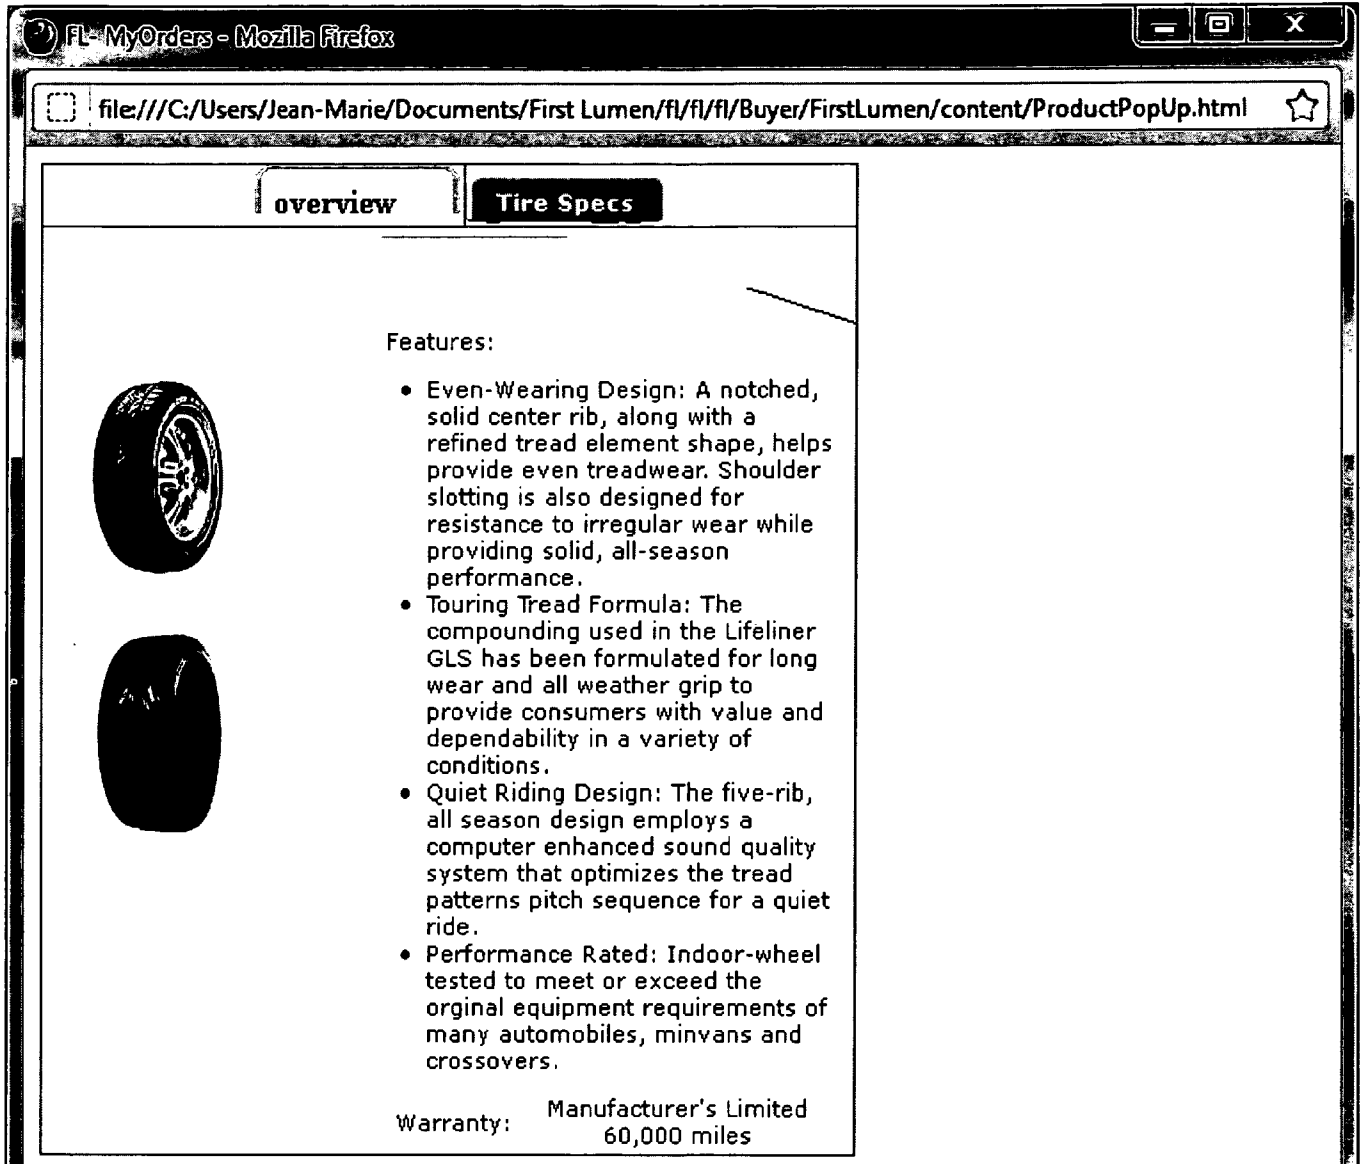 FL- MyOrders - Mozilla Firefox
file:///C:/Users/Jean-Marie/Documents/First Lumen/fl/fl/fl/Buyer/FirstLumen/content/ProductPopUp.html
overview Tire Specs
Features:
• Even-Wearing Design: A notched,
solid center rib, along with a
refined tread element shape, helps
provide even treadwear. Shoulder
slotting is also designed for
resistance to irregular wear while
providing solid, all-season
performance.
• Touring Tread Formula: The
compounding used in the Lifeliner
GLS has been formulated for long
wear and all weather grip to
provide consumers with value and
dependability in a variety of
conditions.
• Quiet Riding Design: The five-rib,
all season design employs a
computer enhanced sound quality
system that optimizes the tread
patterns pitch sequence for a quiet
ride.
• Performance Rated: Indoor-wheel
tested to meet or exceed the
orginal equipment requirements of
many automobiles, minvans and
crossovers.
Warranty: Manufacturer's Limited
60,000 miles